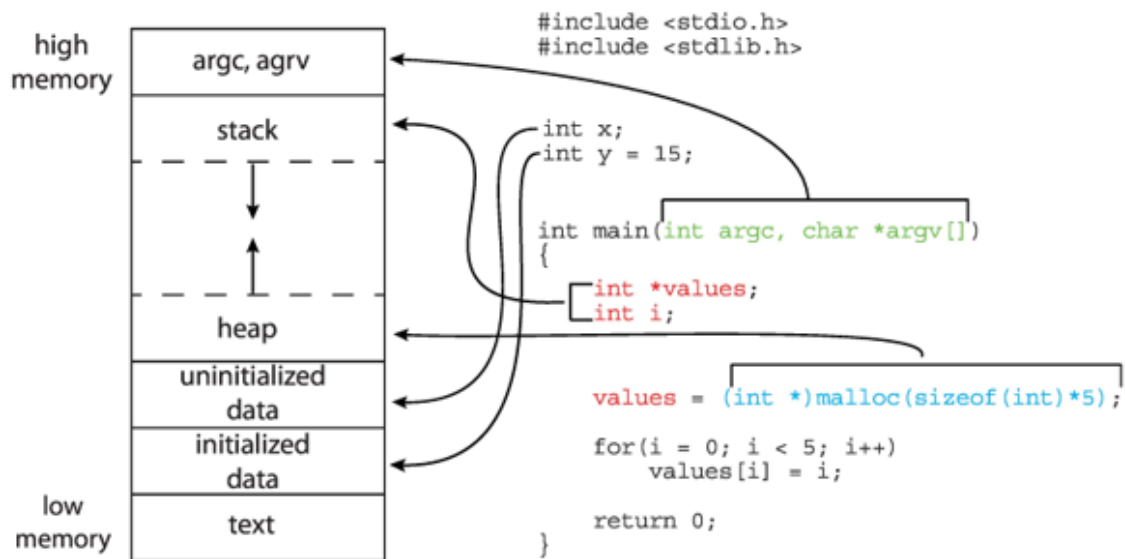 high
memory
argc, agrv
stack
heap
uninitialized
data
initialized
data
low
memory
text
#include <stdio.h>
#include <stdlib.h>
int x;
int y = 15;
int main(int argc, char *argv[])
{
int *values;
int i;
values = (int *)malloc(sizeof(int)*5);
for(i = 0; i < 5; i++)
values[i] = i;
return 0;
}